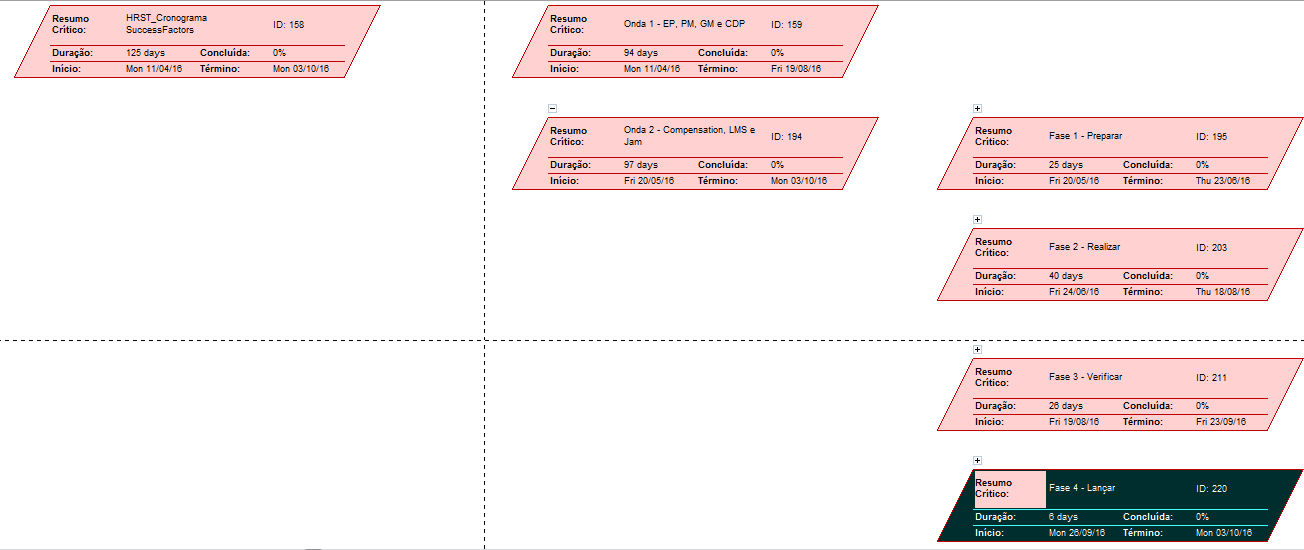 Resumo Crítico: HRST_Cronograma SuccessFactors ID: 158
Duração: 125 days Concluída: 0%
Início: Mon 11/04/16 Término: Mon 03/10/16
Resumo Crítico: Onda 1 - EP, PM, GM e CDP ID: 159
Duração: 94 days Concluída: 0%
Início: Mon 11/04/16 Término: Fri 19/08/16
Resumo Crítico: Onda 2 - Compensation, LMS e Jam ID: 194
Duração: 97 days Concluída: 0%
Início: Fri 20/05/16 Término: Mon 03/10/16
Resumo Crítico: Fase 1 - Preparar ID: 195
Duração: 25 days Concluída: 0%
Início: Fri 20/05/16 Término: Thu 23/06/16
Resumo Crítico: Fase 2 - Realizar ID: 203
Duração: 40 days Concluída: 0%
Início: Fri 24/06/16 Término: Thu 18/08/16
Resumo Crítico: Fase 3 - Verificar ID: 211
Duração: 26 days Concluída: 0%
Início: Fri 19/08/16 Término: Fri 23/09/16
Resumo Crítico: Fase 4 - Lançar ID: 220
Duração: 6 days Concluída: 0%
Início: Mon 26/09/16 Término: Mon 03/10/16